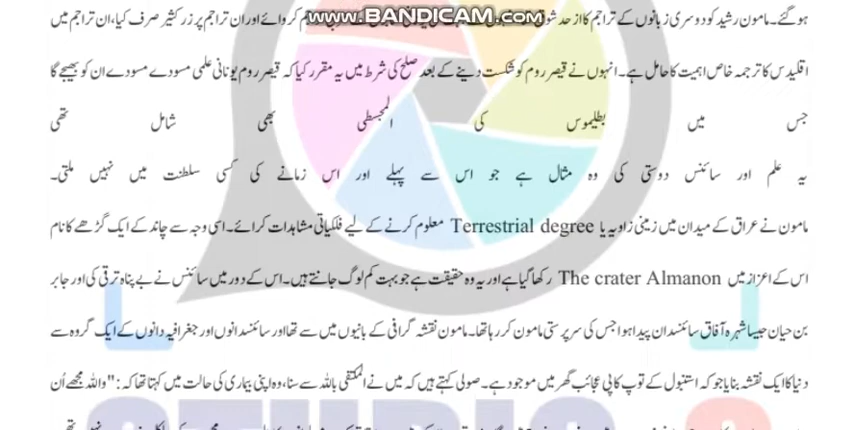 www.BANDICAM.com
ہوگئے۔ مامون رشید کو دوسری زبانوں کے تراجم کا از حد شوق کروائے اور ان تراجم پر زر کثیر صرف کیا، ان تراجم میں
اقلیدس کا ترجمہ خاص اہمیت کا حامل ہے۔ انہوں نے قیصر روم کو شکست دینے کے بعد صلح کی شرط میں یہ مقرر کیا کہ قیصر روم یونانی علمی مسودے مسودے ان کو بھیجے گا
جس میں بطلیموس کی المجسطی بھی شامل تھی
یہ علم اور سائنس دوستی کی وہ مثال ہے جو اس سے پہلے اور اس زمانے کی کسی سلطنت میں نہیں ملتی۔
مامون نے عراق کے میدان میں زمینی زاویہ یا Terrestrial degree معلوم کرنے کے لیے فلکیاتی مشاہدات کرائے۔ اسی وجہ سے چاند کے ایک گڑھے کا نام
اس کے اعزاز میں The crater Almanon رکھا گیا ہے اور یہ وہ حقیقت ہے جو بہت کم لوگ جانتے ہیں۔ اس کے دور میں سائنس نے بے پناہ ترقی کی اور جابر
بن حیان جیسا شہرہ آفاق سائنسدان پیدا ہوا جس کی سرپرستی مامون کر رہا تھا۔ مامون نقشہ گرافی کے بانیوں میں سے تھا اور سائنسدانوں اور جغرافیہ دانوں کے ایک گروہ سے
دنیا کا ایک نقشہ بنایا جو کہ استنبول کے توپ کاپی عجائب گھر میں موجود ہے۔ صولی کہتے ہیں کہ میں نے المکتفی باللہ سے سنا، وہ اپنی بیماری کی حالت میں کہتا تھا کہ: "واللہ مجھے اُن